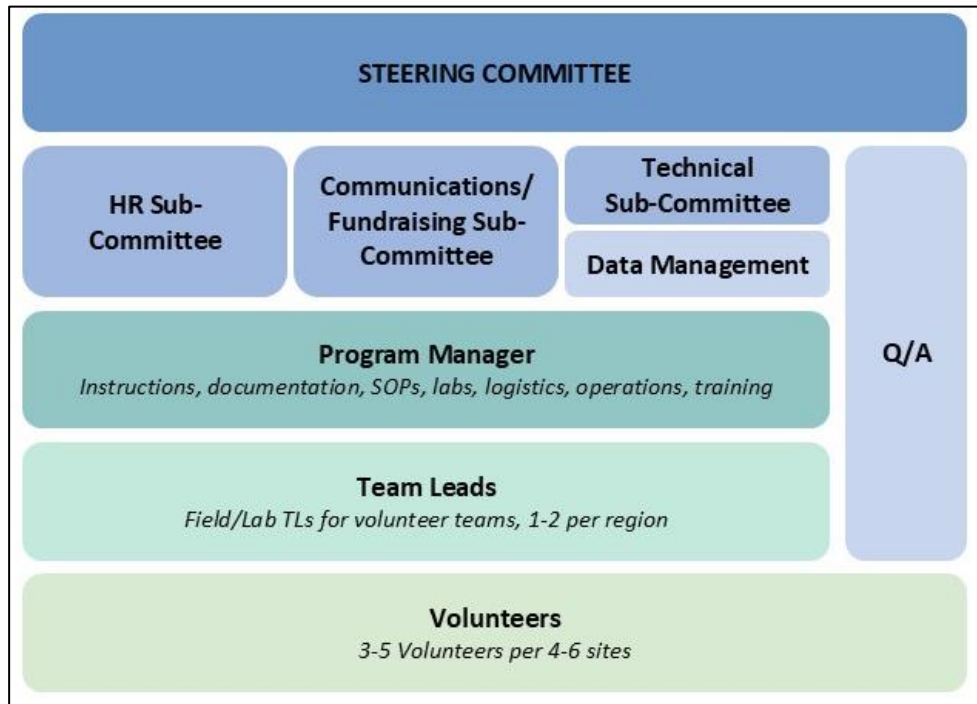 STEERING COMMITTEE
HR Sub-
Committee
Communications/
Fundraising Sub-
Committee
Technical
Sub-Committee
Data Management
Q/A
Program Manager
Instructions, documentation, SOPs, labs, logistics, operations, training
Team Leads
Field/Lab TLs for volunteer teams, 1-2 per region
Volunteers
3-5 Volunteers per 4-6 sites